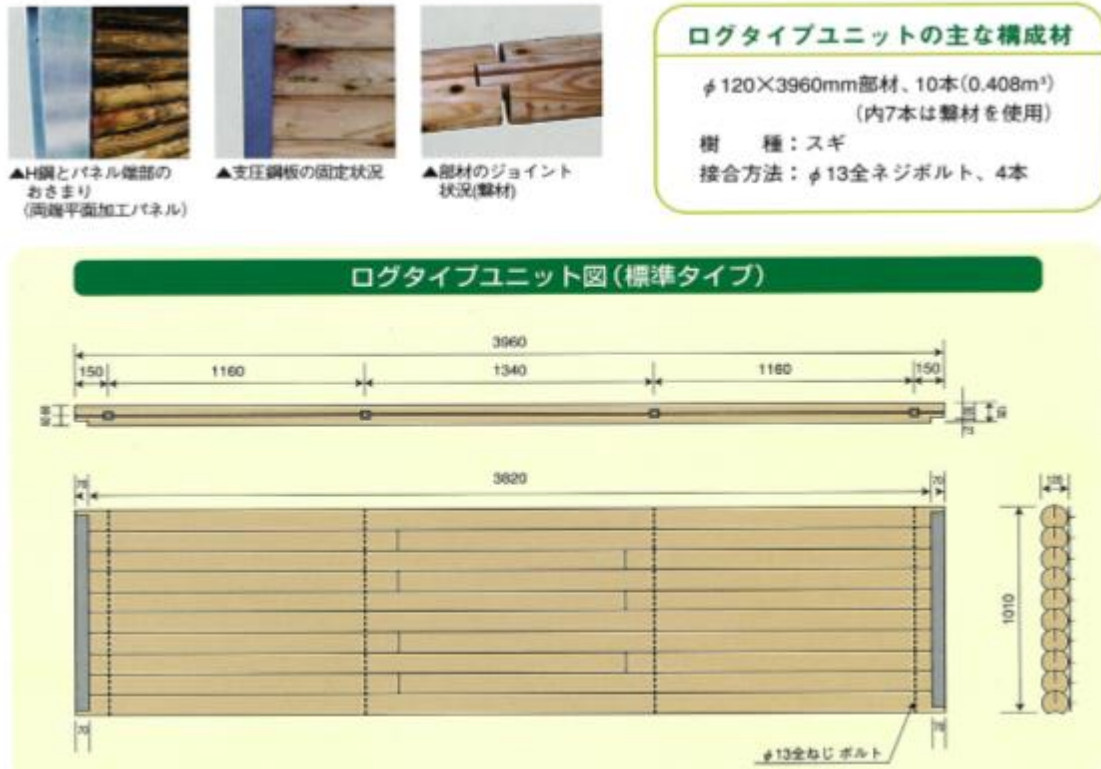 ▲H鋼とパネル端部の
おさまり
(両端平面加工パネル)
▲支圧鋼板の固定状況
▲部材のジョイント
状況(繫材)
ログタイプユニットの主な構成材
φ120×3960mm部材、10本(0.408m³)
(内7本は繫材を使用)
樹 種：スギ
接合方法：φ13全ネジボルト、4本
ログタイプユニット図(標準タイプ)
3960
150 1160 1340 1160 150
3820
70 70
120
1010
70 70
φ13全ねじ ボルト